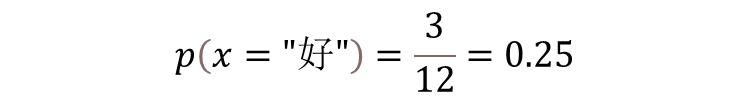 p(x = "好") = 3/12 = 0.25